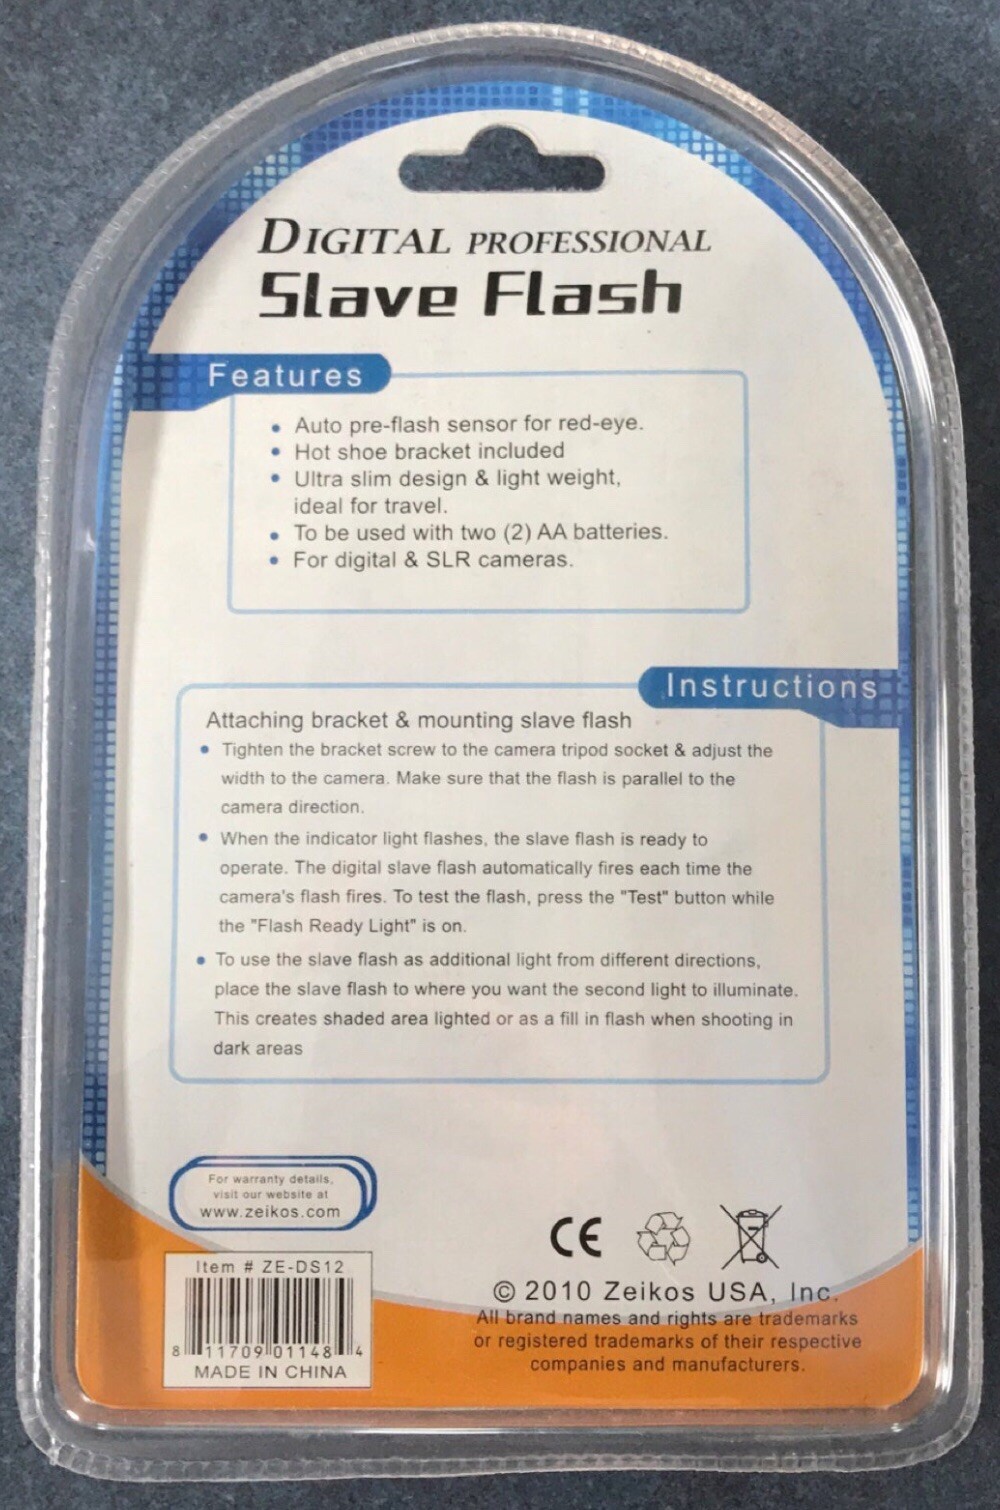 DIGITAL PROFESSIONAL
Slave Flash
Features
• Auto pre-flash sensor for red-eye.
• Hot shoe bracket included
• Ultra slim design & light weight,
ideal for travel.
• To be used with two (2) AA batteries.
• For digital & SLR cameras.
Instructions
Attaching bracket & mounting slave flash
• Tighten the bracket screw to the camera tripod socket & adjust the
width to the camera. Make sure that the flash is parallel to the
camera direction.
• When the indicator light flashes, the slave flash is ready to
operate. The digital slave flash automatically fires each time the
camera's flash fires. To test the flash, press the "Test" button while
the "Flash Ready Light" is on.
• To use the slave flash as additional light from different directions,
place the slave flash to where you want the second light to illuminate.
This creates shaded area lighted or as a fill in flash when shooting in
dark areas
For warranty details,
visit our website at
www.zeikos.com
Item # ZE-DS12
8 11709 01148 4
MADE IN CHINA
CE
© 2010 Zeikos USA, Inc.
All brand names and rights are trademarks
or registered trademarks of their respective
companies and manufacturers.